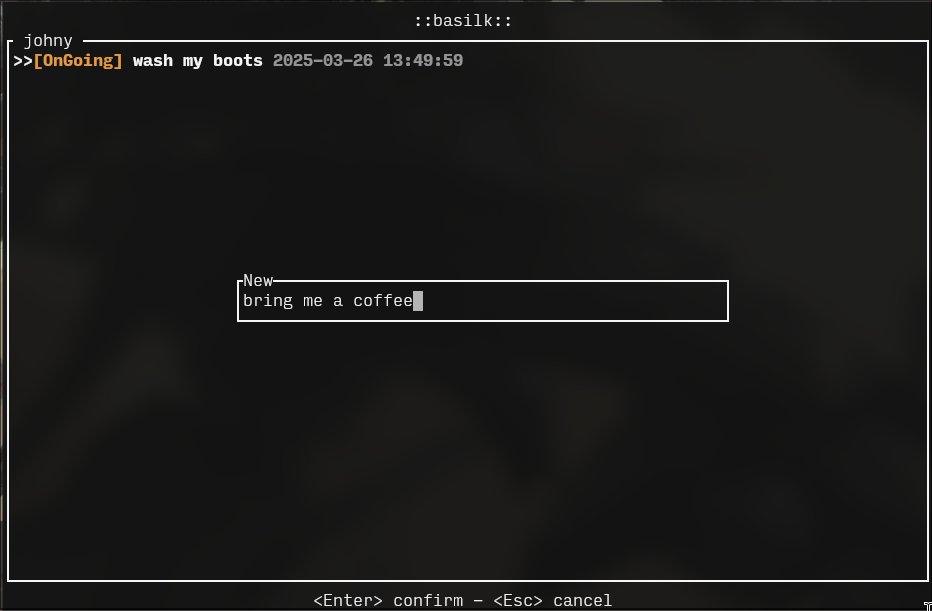 ::basilk::
johny
>>[OnGoing] wash my boots 2025-03-26 13:49:59
New
bring me a coffee
<Enter> confirm - <Esc> cancel